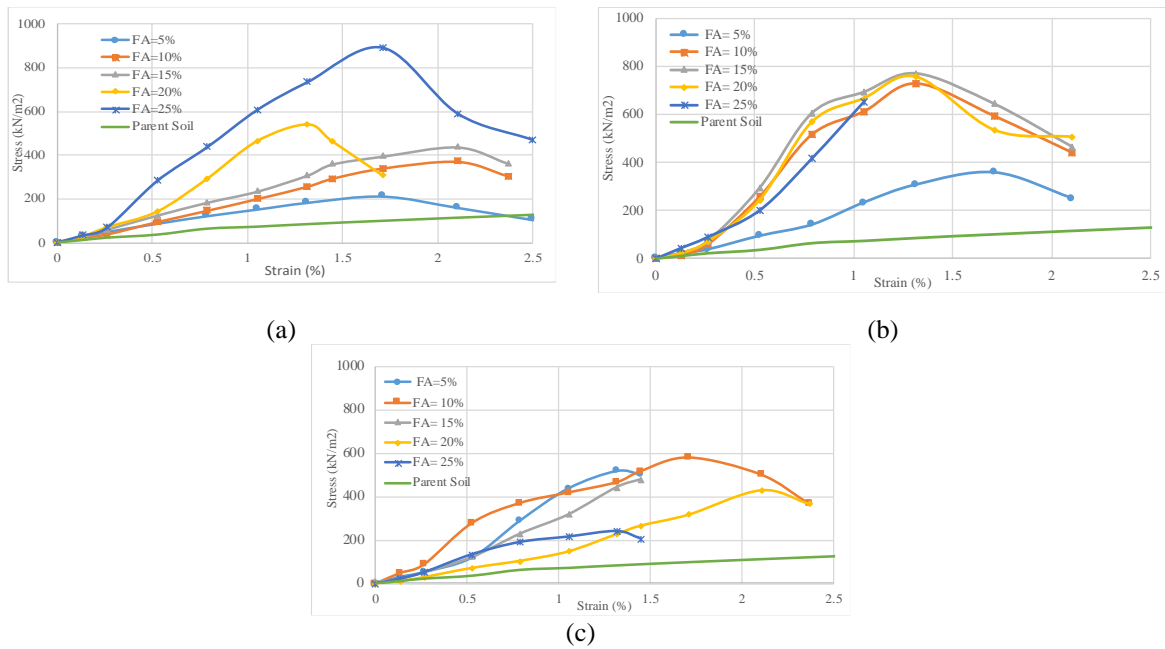 1000
800
600
400
200
0
Stress (kN/m2)
FA=5%
FA=10%
FA=15%
FA=20%
FA=25%
Parent Soil
0 0.5 1 1.5 2 2.5
Strain (%)
(a)
1000
800
600
400
200
0
Stress (kN/m2)
FA= 5%
FA= 10%
FA= 15%
FA= 20%
FA= 25%
Parent Soil
0 0.5 1 1.5 2 2.5
Strain (%)
(b)
1000
800
600
400
200
0
Stress (kN/m2)
FA=5%
FA= 10%
FA= 15%
FA= 20%
FA= 25%
Parent Soil
0 0.5 1 1.5 2 2.5
Strain (%)
(c)